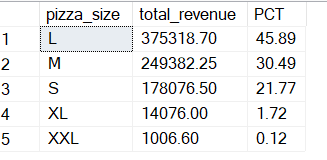 pizza_size total_revenue PCT
1 L 375318.70 45.89
2 M 249382.25 30.49
3 S 178076.50 21.77
4 XL 14076.00 1.72
5 XXL 1006.60 0.12